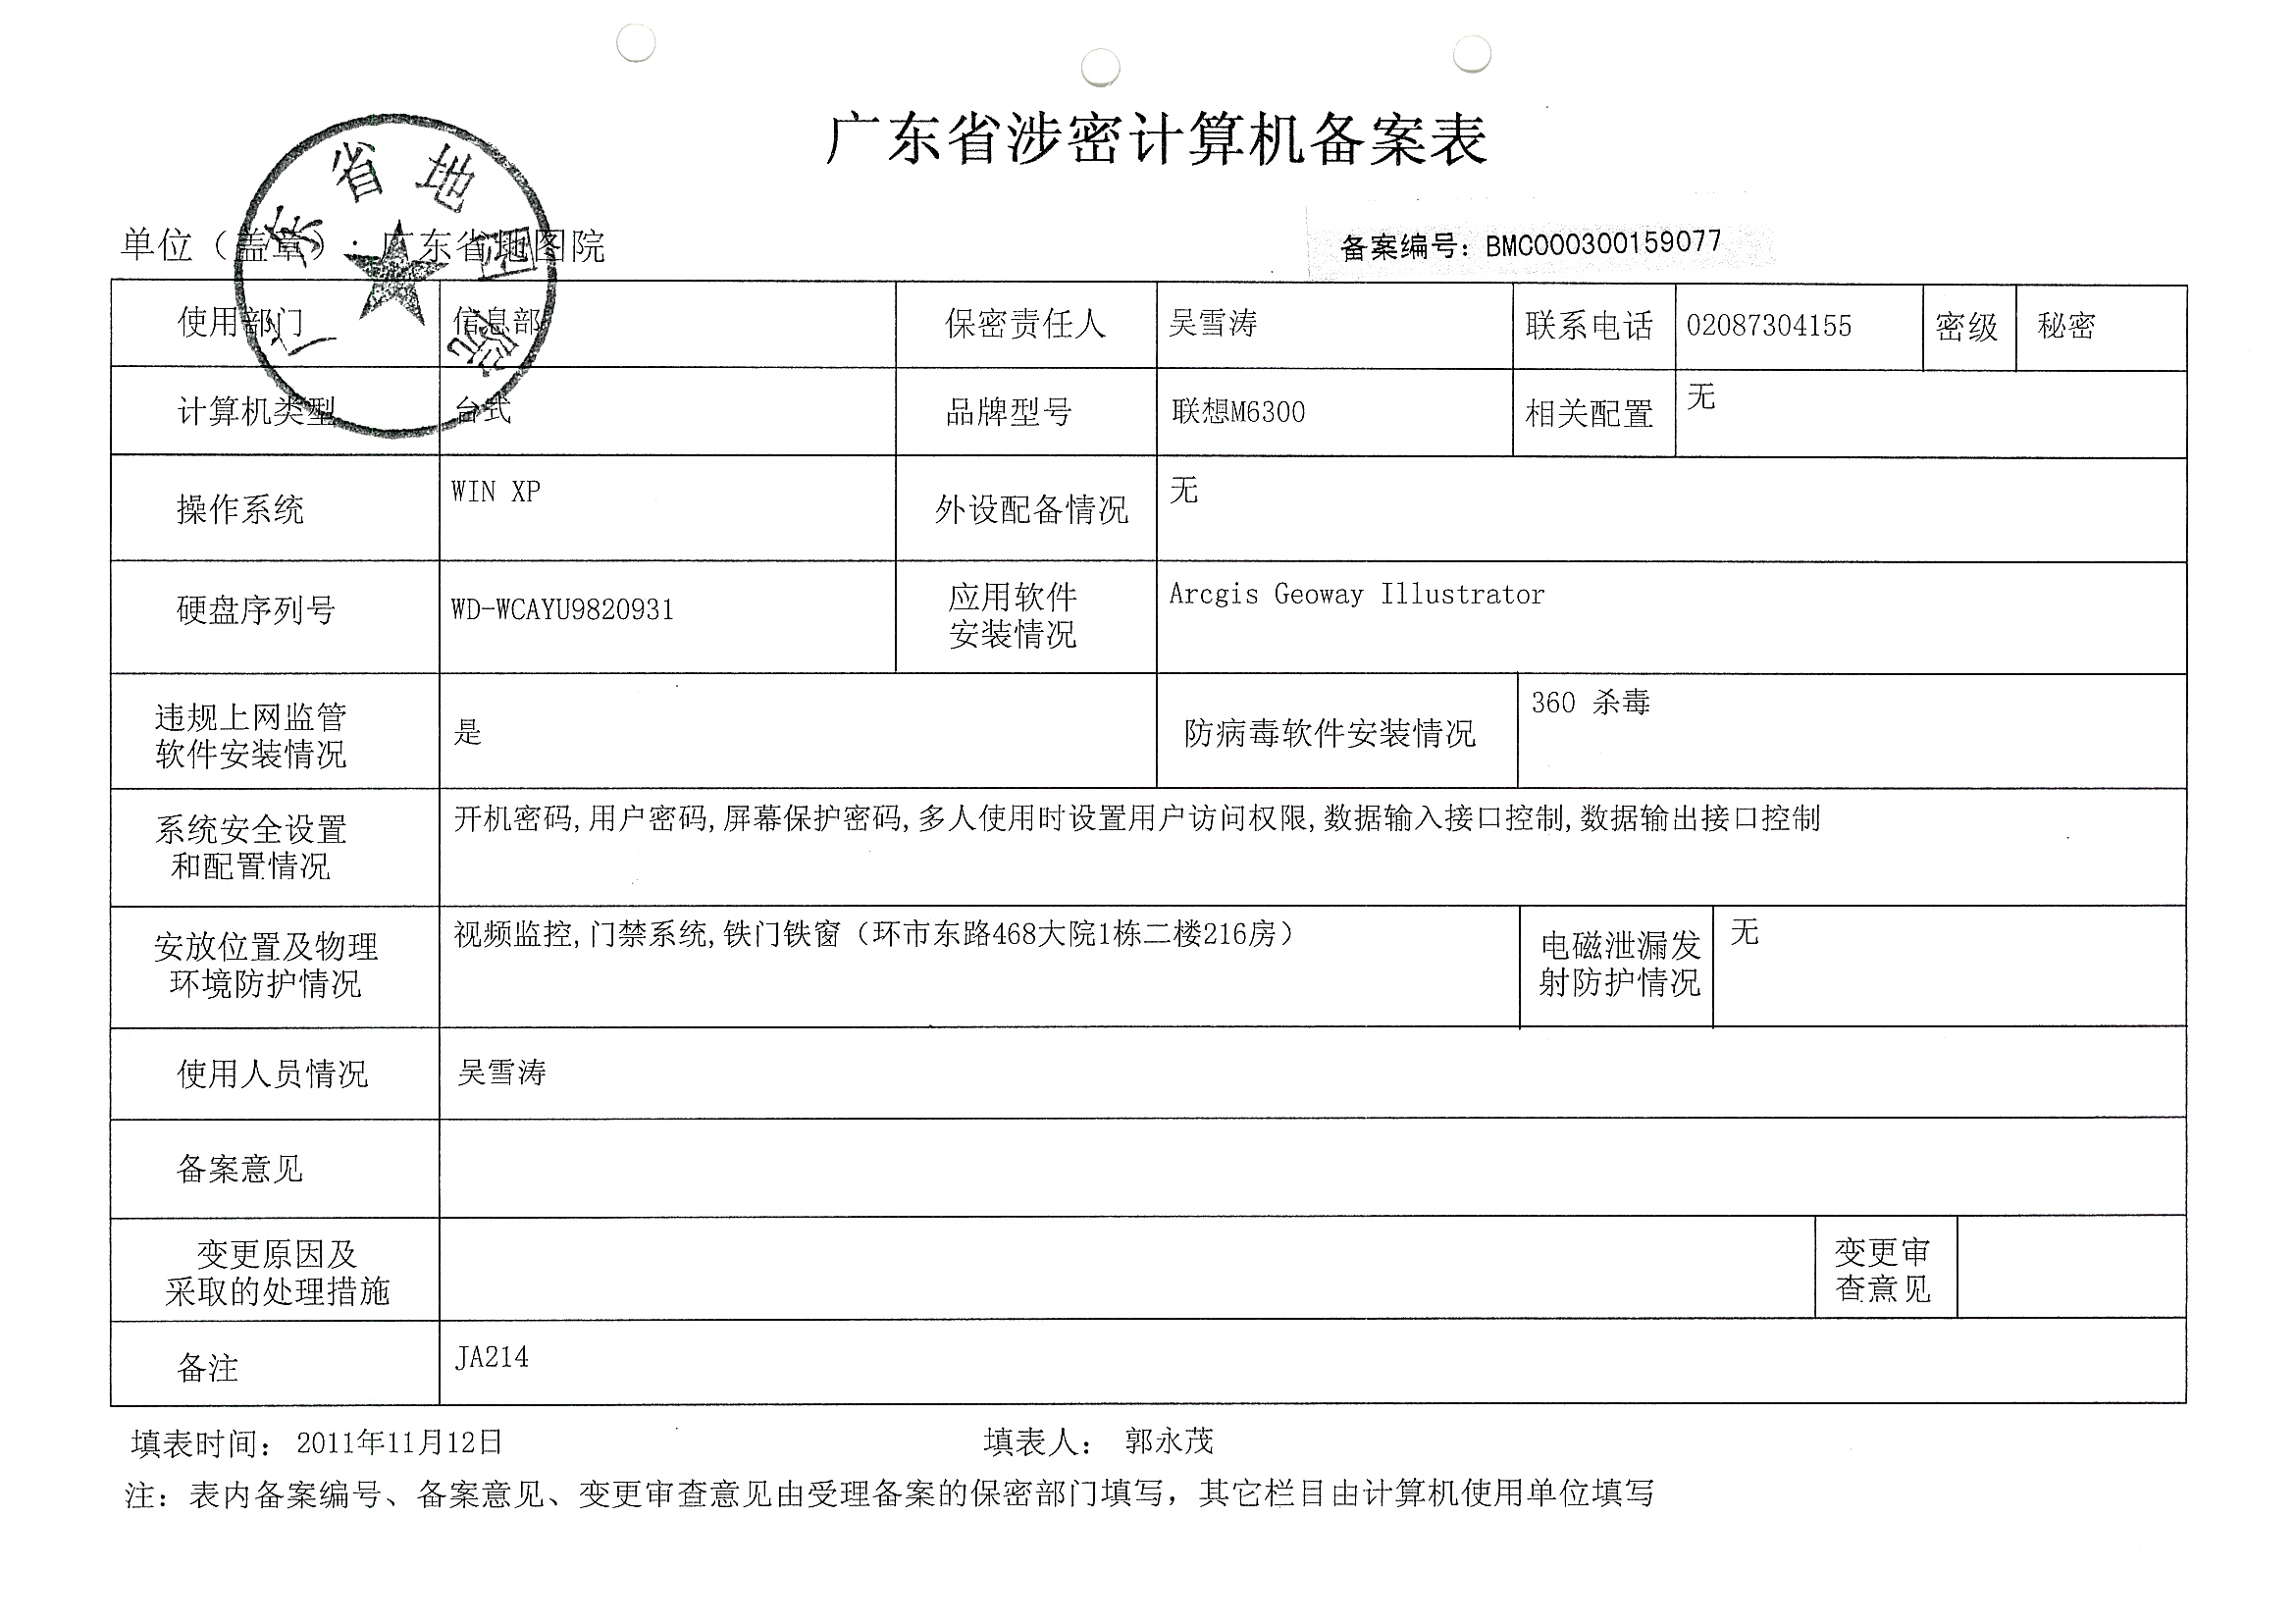 广东省涉密计算机备案表
单位（盖章）：广东省地图院
备案编号：BMC000300159077
广东省地图院
使用部门 信息部 保密责任人 吴雪涛 联系电话 02087304155 密级 秘密
计算机类型 台式 品牌型号 联想M6300 相关配置 无
操作系统 WIN XP 外设配备情况 无
硬盘序列号 WD-WCAYU9820931 应用软件
安装情况 Arcgis Geoway Illustrator
违规上网监管
软件安装情况 是 防病毒软件安装情况 360 杀毒
系统安全设置
和配置情况 开机密码,用户密码,屏幕保护密码,多人使用时设置用户访问权限,数据输入接口控制,数据输出接口控制
安放位置及物理
环境防护情况 视频监控,门禁系统,铁门铁窗（环市东路468大院1栋二楼216房） 电磁泄漏发
射防护情况 无
使用人员情况 吴雪涛
备案意见
变更原因及
采取的处理措施 变更审
查意见
备注 JA214
填表时间： 2011年11月12日 填表人： 郭永茂
注：表内备案编号、备案意见、变更审查意见由受理备案的保密部门填写，其它栏目由计算机使用单位填写